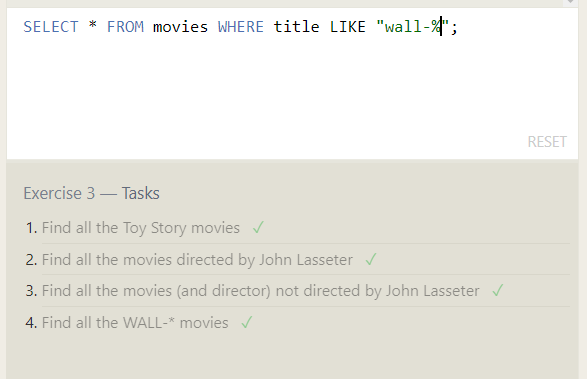 SELECT * FROM movies WHERE title LIKE "wall-%";
RESET
Exercise 3 — Tasks
1. Find all the Toy Story movies ✓
2. Find all the movies directed by John Lasseter ✓
3. Find all the movies (and director) not directed by John Lasseter ✓
4. Find all the WALL-* movies ✓